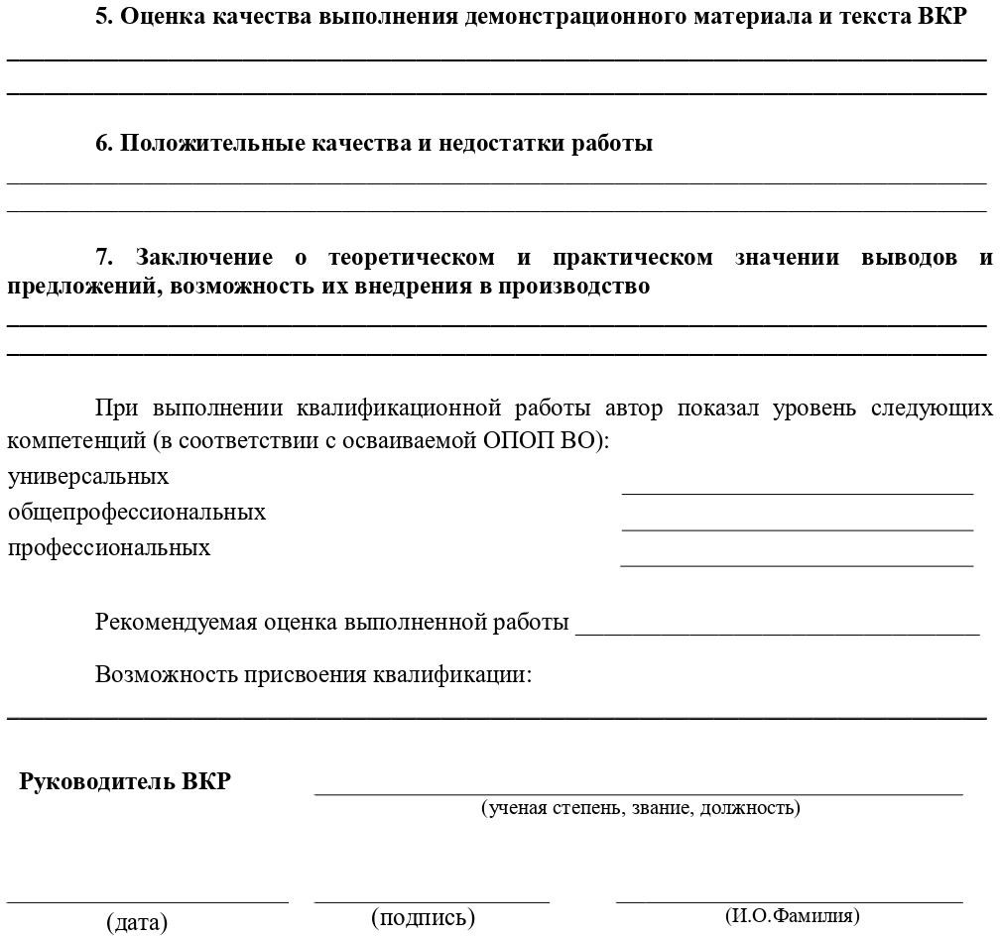 5. Оценка качества выполнения демонстрационного материала и текста ВКР
6. Положительные качества и недостатки работы
7. Заключение о теоретическом и практическом значении выводов и
предложений, возможность их внедрения в производство
При выполнении квалификационной работы автор показал уровень следующих
компетенций (в соответствии с осваиваемой ОПОП ВО):
универсальных
общепрофессиональных
профессиональных
Рекомендуемая оценка выполненной работы
Возможность присвоения квалификации:
Руководитель ВКР
(ученая степень, звание, должность)
(дата) (подпись) (И.О.Фамилия)